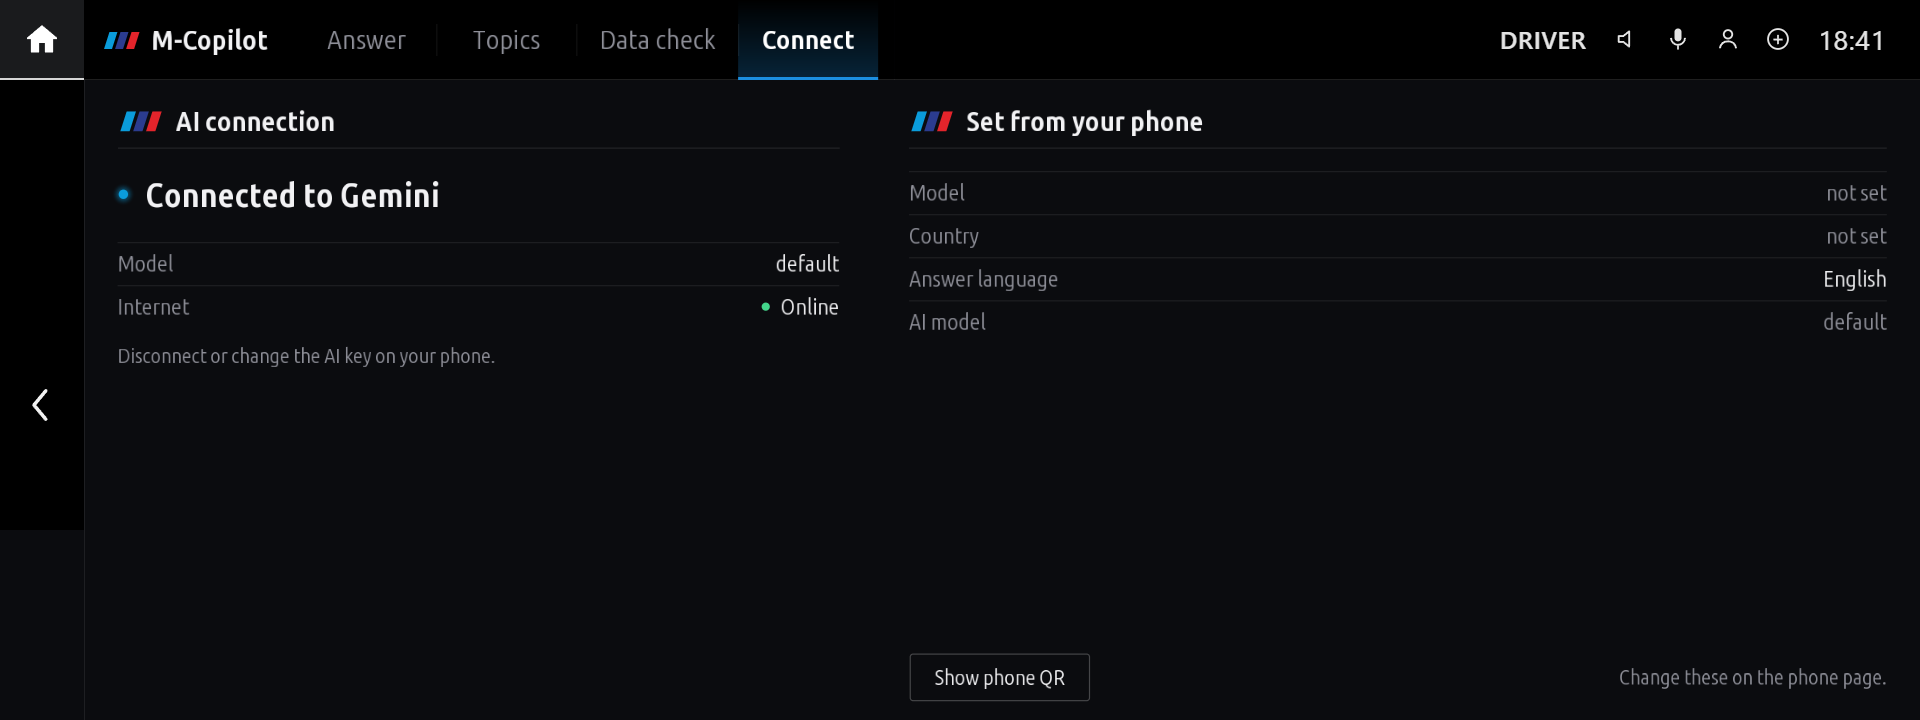 M-Copilot
Answer
Topics
Data check
Connect
DRIVER
18:41
AI connection
Connected to Gemini
Model default
Internet Online
Disconnect or change the AI key on your phone.
Set from your phone
Model not set
Country not set
Answer language English
AI model default
Show phone QR
Change these on the phone page.